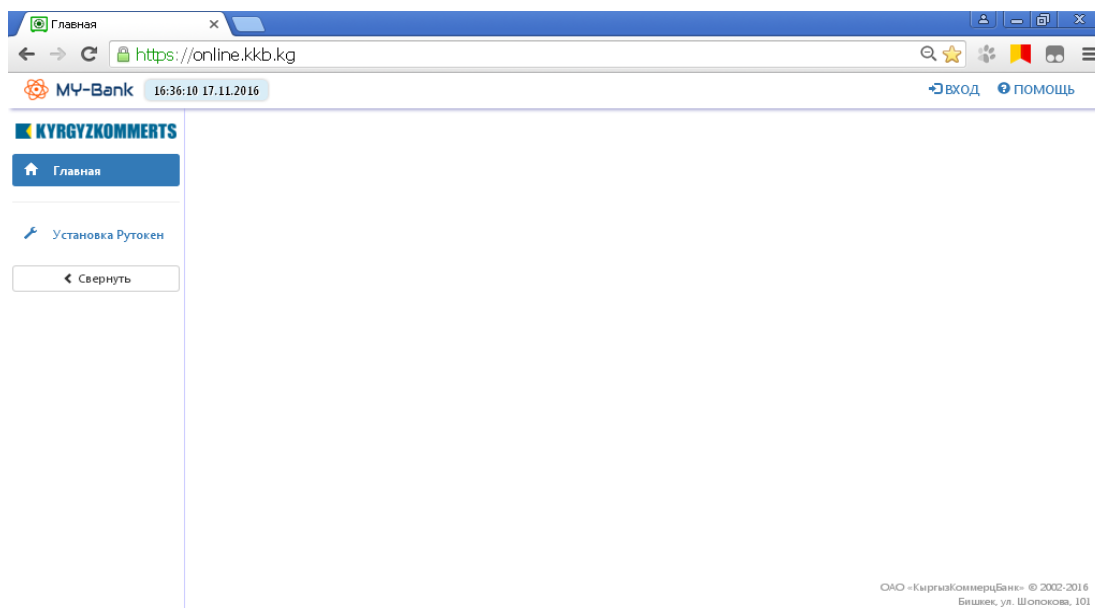 Главная
https://online.kkb.kg
MY-Bank 16:36:10 17.11.2016 ВХОД ПОМОЩЬ
KYRGYZKOMMERTS
Главная
Установка Рутокен
Свернуть
ОАО «КыргызКоммерцБанк» © 2002-2016
Бишкек, ул. Шопокова, 101